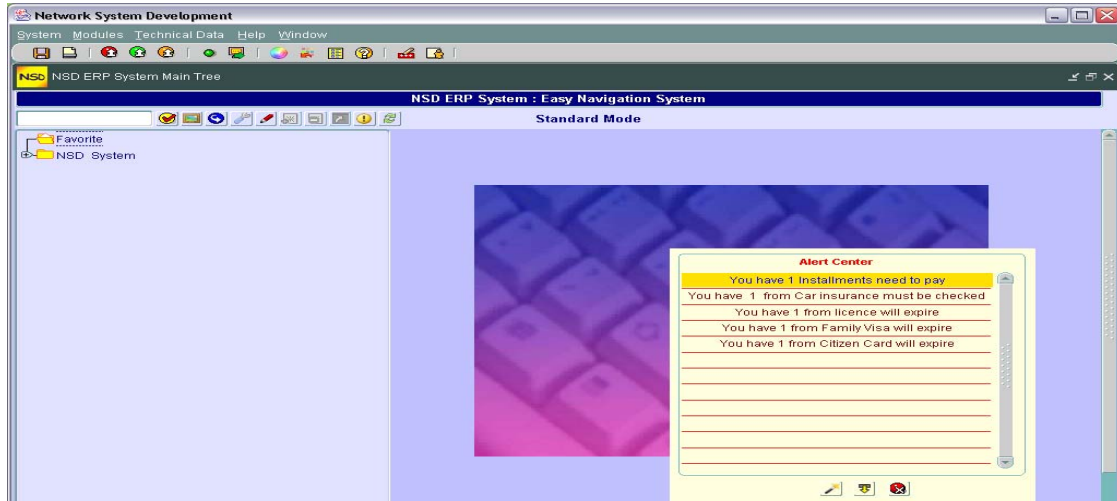 Network System Development
System Modules Technical Data Help Window
NSD NSD ERP System Main Tree
NSD ERP System : Easy Navigation System
Standard Mode
Favorite
NSD System
Alert Center
You have 1 Installments need to pay
You have 1 from Car insurance must be checked
You have 1 from licence will expire
You have 1 from Family Visa will expire
You have 1 from Citizen Card will expire